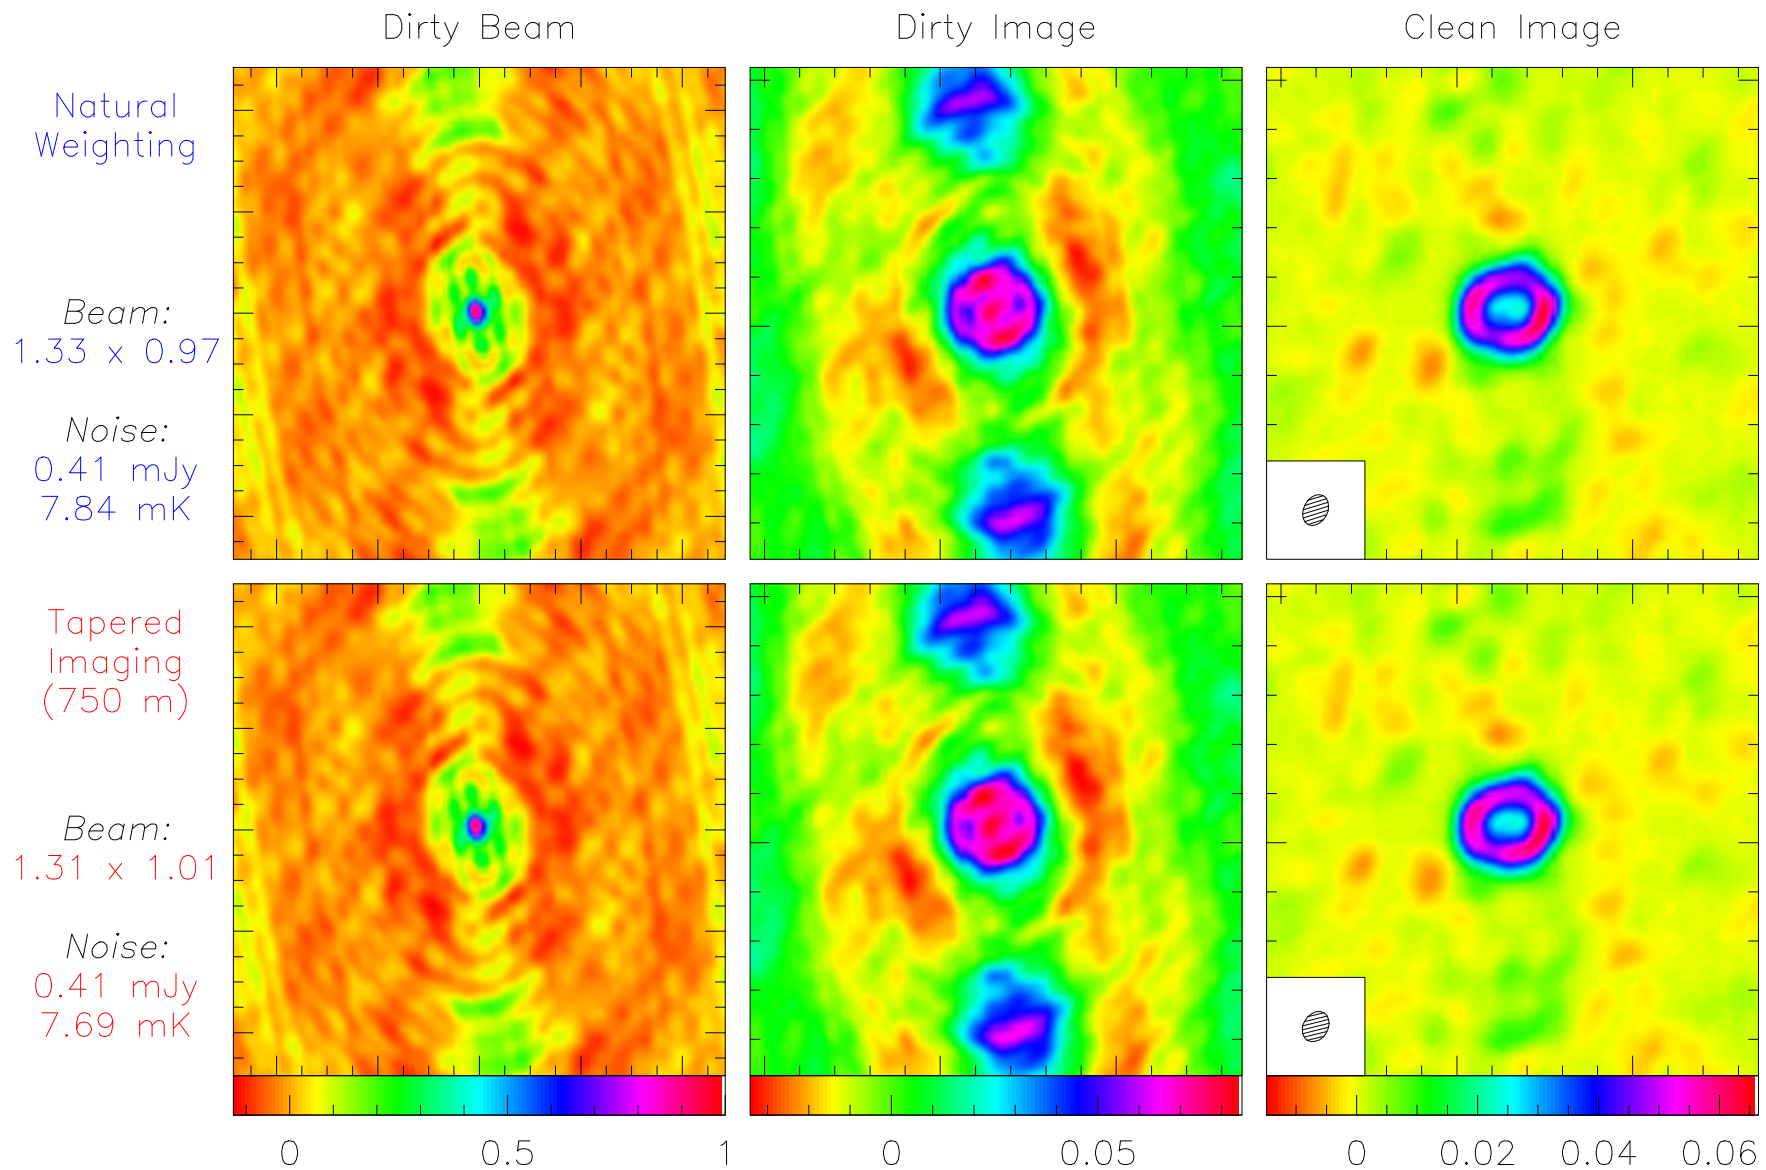 Dirty Beam Dirty Image Clean Image
Natural
Weighting
Beam:
1.33 x 0.97
Noise:
0.41 mJy
7.84 mK
Tapered
Imaging
(750 m)
Beam:
1.31 x 1.01
Noise:
0.41 mJy
7.69 mK
0 0.5 1 0 0.05 0 0.02 0.04 0.06